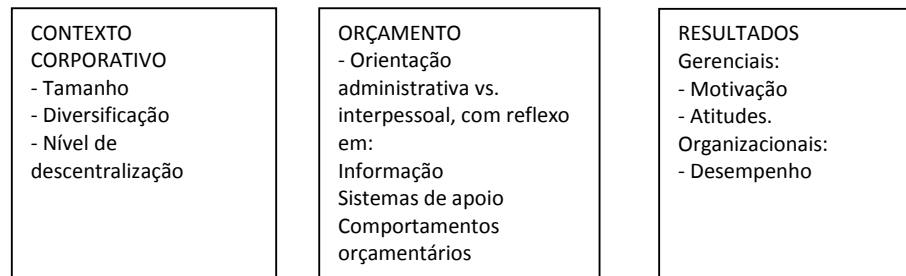 CONTEXTO
CORPORATIVO
- Tamanho
- Diversificação
- Nível de
descentralização
ORÇAMENTO
- Orientação
administrativa vs.
interpessoal, com reflexo
em:
Informação
Sistemas de apoio
Comportamentos
orçamentários
RESULTADOS
Gerenciais:
- Motivação
- Atitudes.
Organizacionais:
- Desempenho